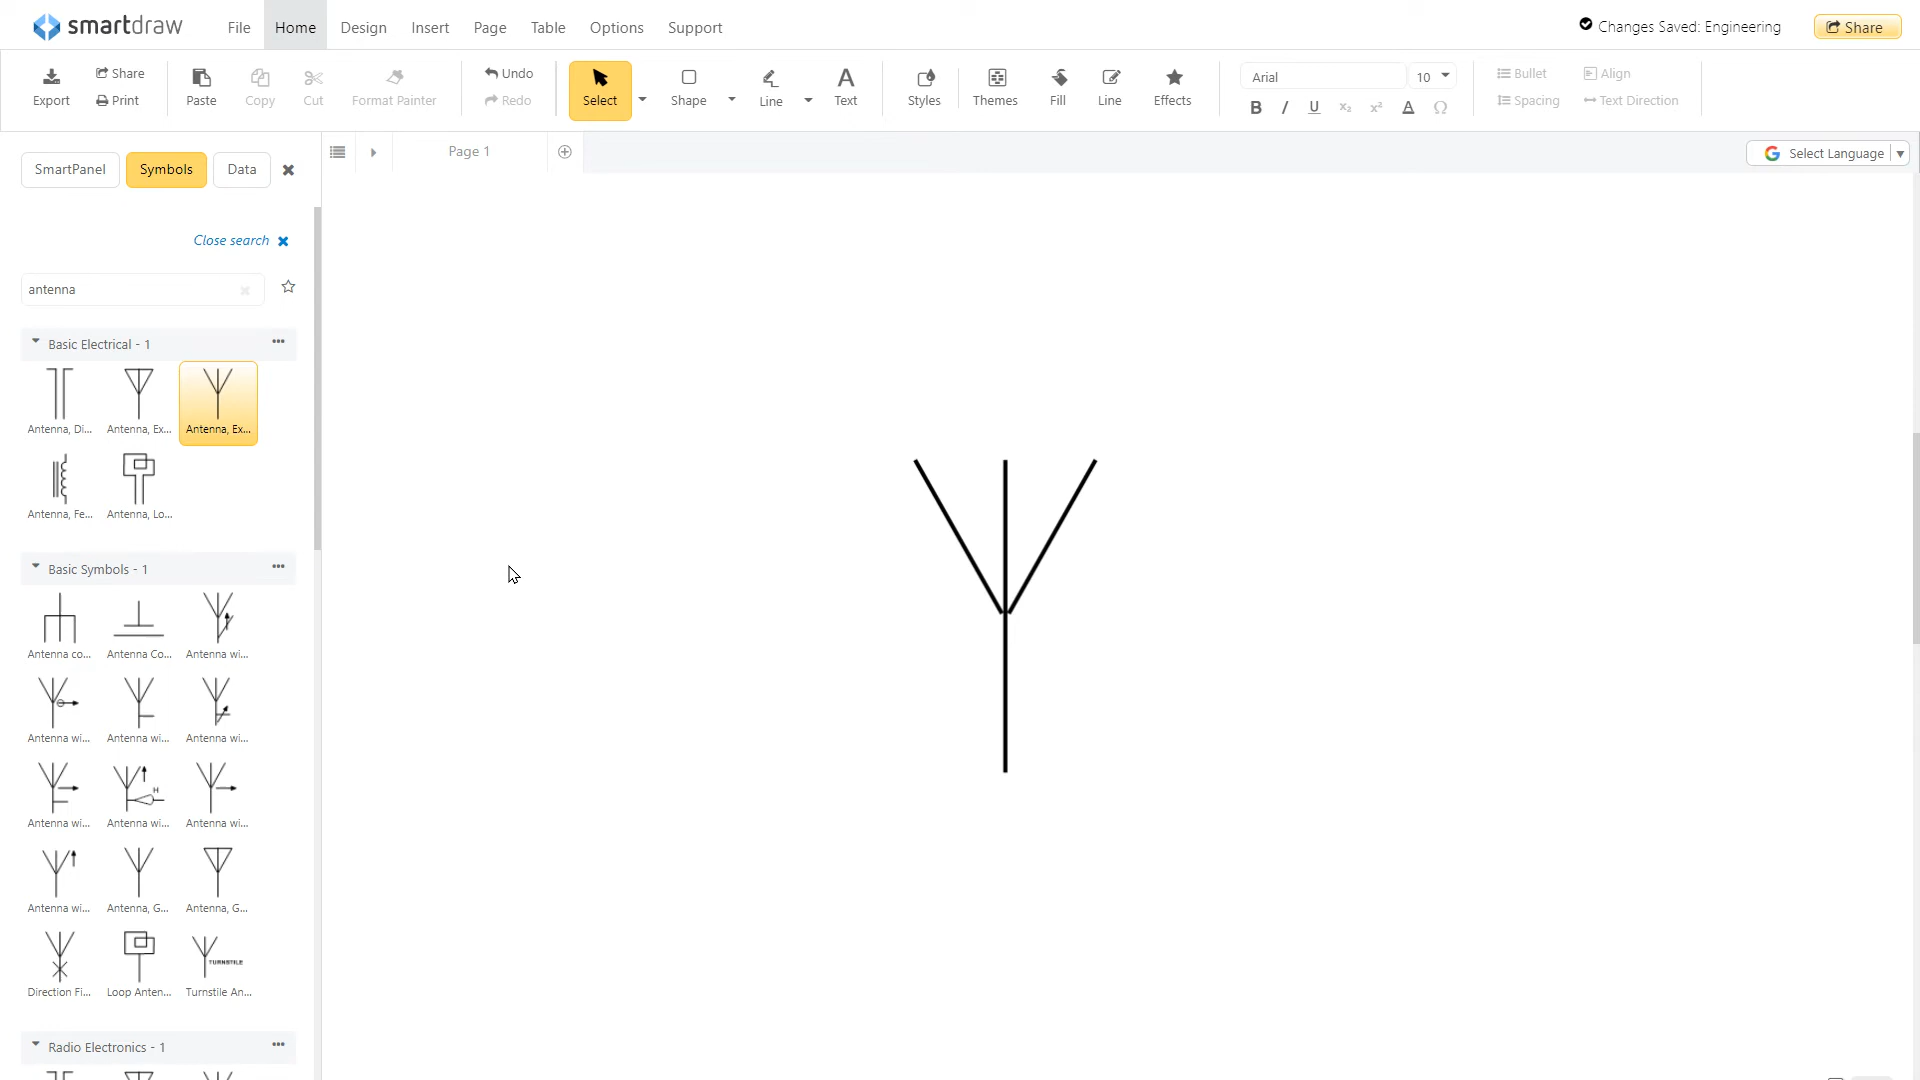 smartdraw
File Home Design Insert Page Table Options Support
Changes Saved: Engineering
Share
Export
Share
Print
Paste
Copy
Cut
Format Painter
Undo
Redo
Select
Shape
Line
Text
Styles
Themes
Fill
Line
Effects
Arial 10
B I U x₂ x² A Ω
Bullet Align
Spacing Text Direction
SmartPanel Symbols Data
Page 1
Select Language
Close search
antenna
Basic Electrical - 1
Antenna, Di... Antenna, Ex... Antenna, Ex...
Antenna, Fe... Antenna, Lo...
Basic Symbols - 1
Antenna co... Antenna Co... Antenna wi...
Antenna wi... Antenna wi... Antenna wi...
H
Antenna wi... Antenna wi... Antenna wi...
Antenna wi... Antenna, G... Antenna, G...
TURNSTILE
Direction Fi... Loop Anten... Turnstile An...
Radio Electronics - 1